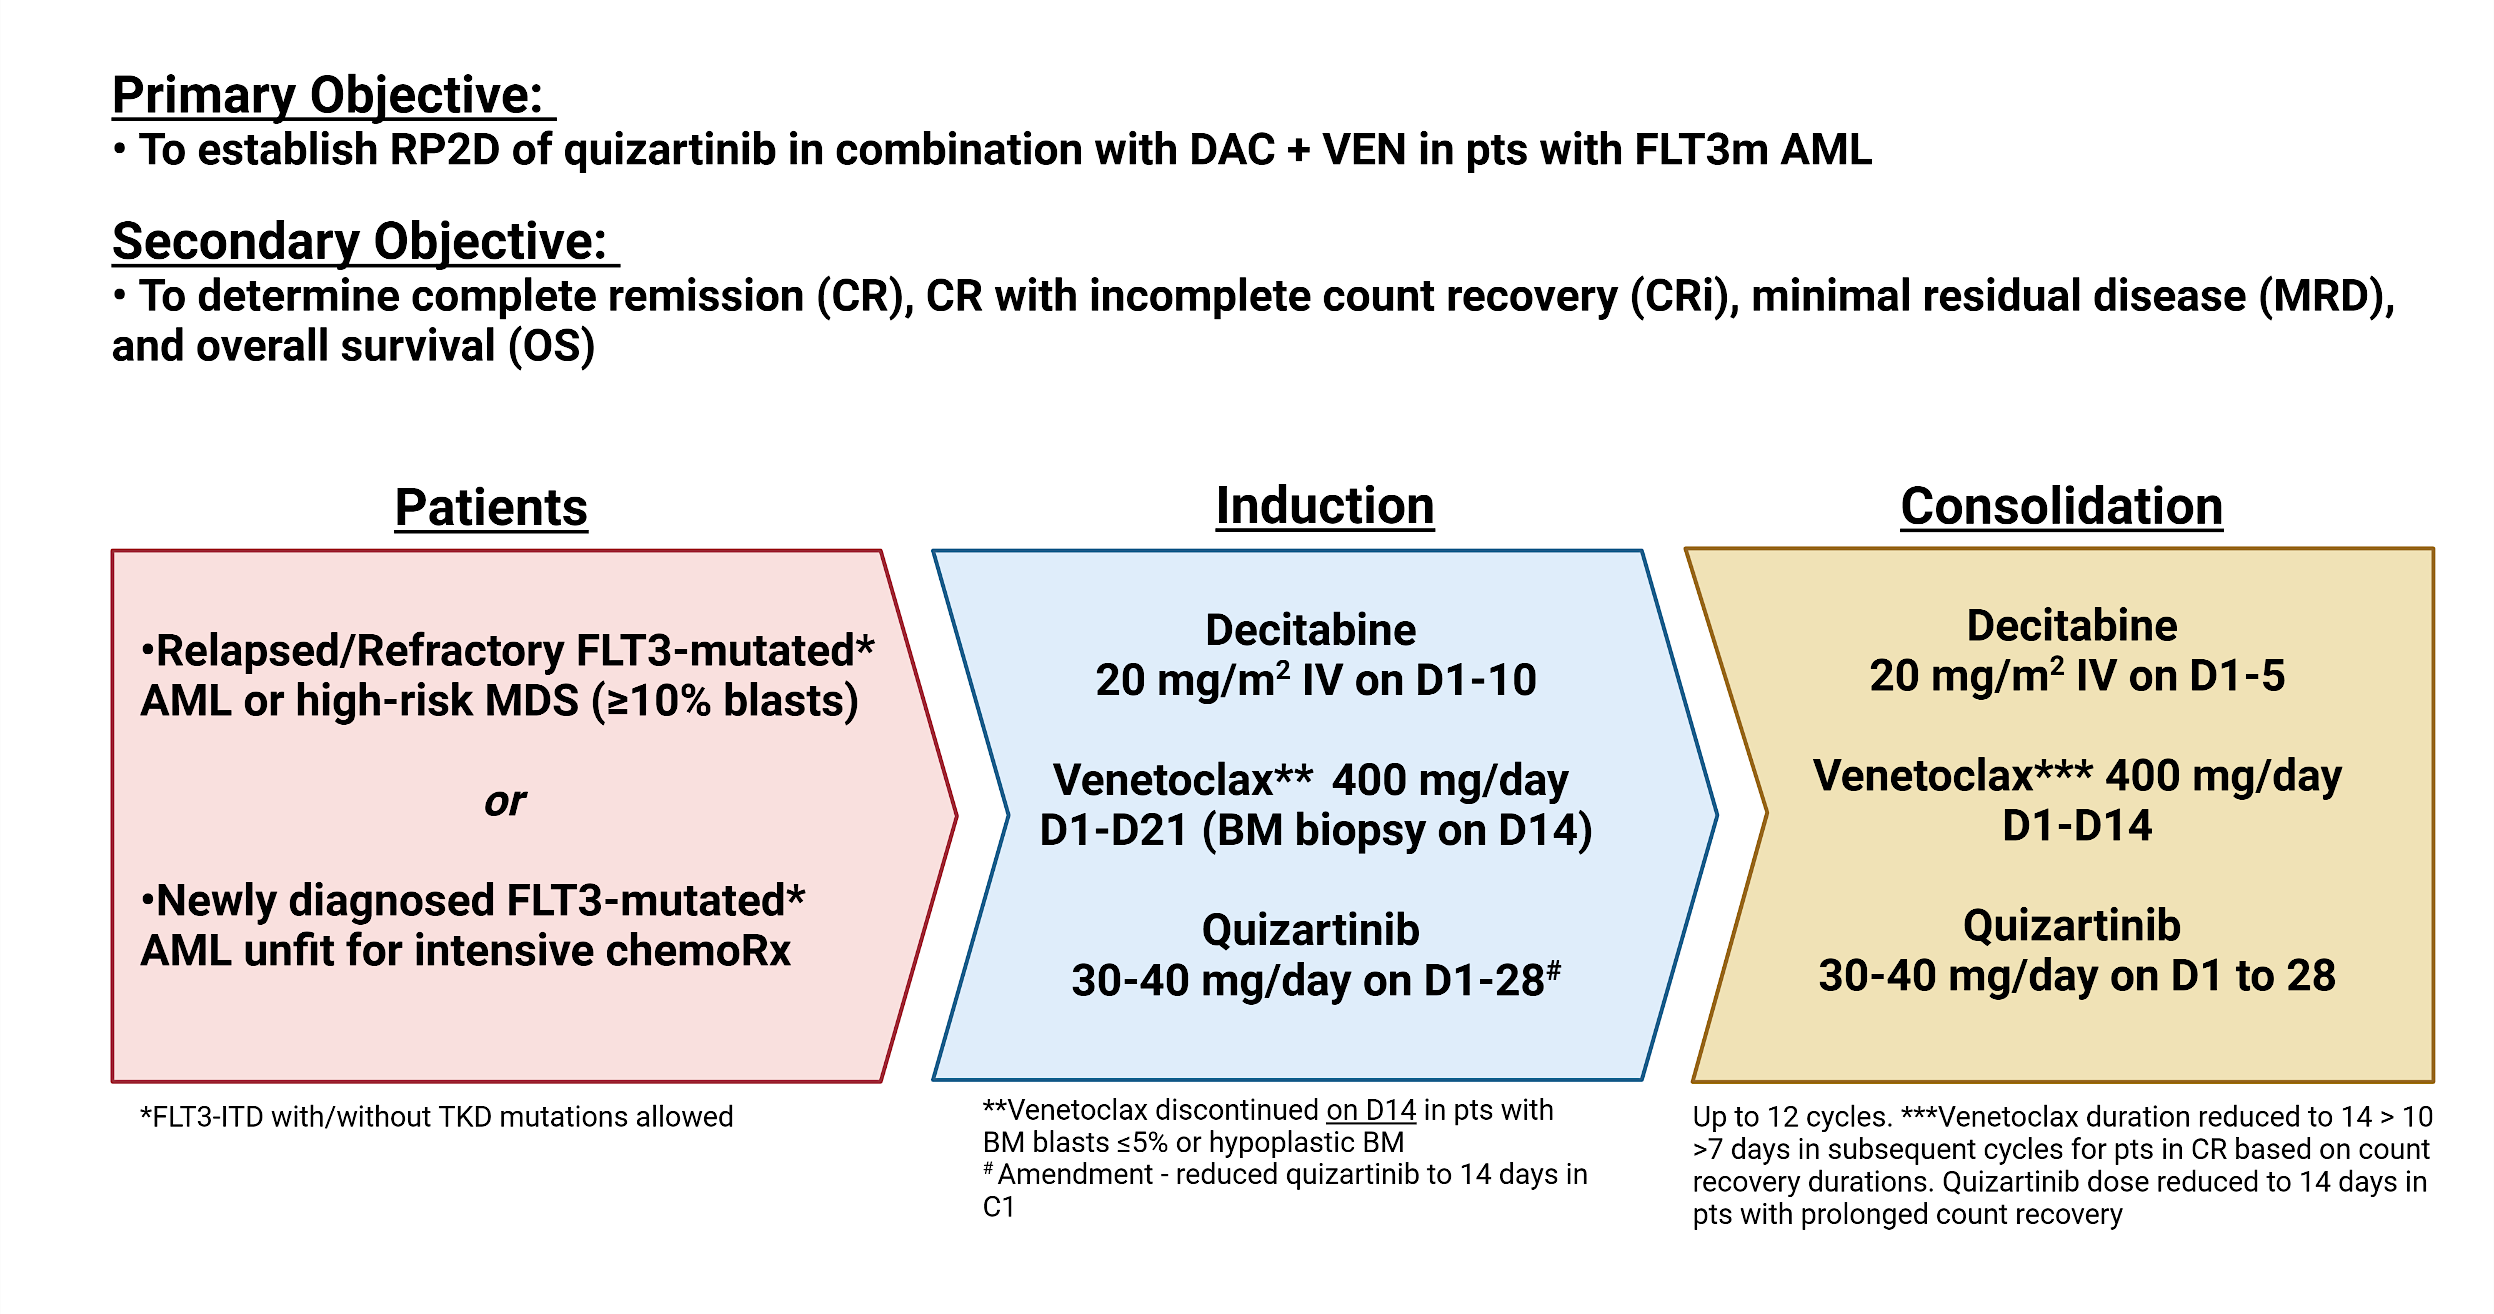 Primary Objective:
• To establish RP2D of quizartinib in combination with DAC + VEN in pts with FLT3m AML
Secondary Objective:
• To determine complete remission (CR), CR with incomplete count recovery (CRi), minimal residual disease (MRD),
and overall survival (OS)
Patients
•Relapsed/Refractory FLT3-mutated*
AML or high-risk MDS (≥10% blasts)
or
•Newly diagnosed FLT3-mutated*
AML unfit for intensive chemoRx
*FLT3-ITD with/without TKD mutations allowed
Induction
Decitabine
20 mg/m² IV on D1-10
Venetoclax** 400 mg/day
D1-D21 (BM biopsy on D14)
Quizartinib
30-40 mg/day on D1-28#
**Venetoclax discontinued on D14 in pts with
BM blasts ≤5% or hypoplastic BM
# Amendment - reduced quizartinib to 14 days in
C1
Consolidation
Decitabine
20 mg/m² IV on D1-5
Venetoclax*** 400 mg/day
D1-D14
Quizartinib
30-40 mg/day on D1 to 28
Up to 12 cycles. ***Venetoclax duration reduced to 14 > 10
>7 days in subsequent cycles for pts in CR based on count
recovery durations. Quizartinib dose reduced to 14 days in
pts with prolonged count recovery